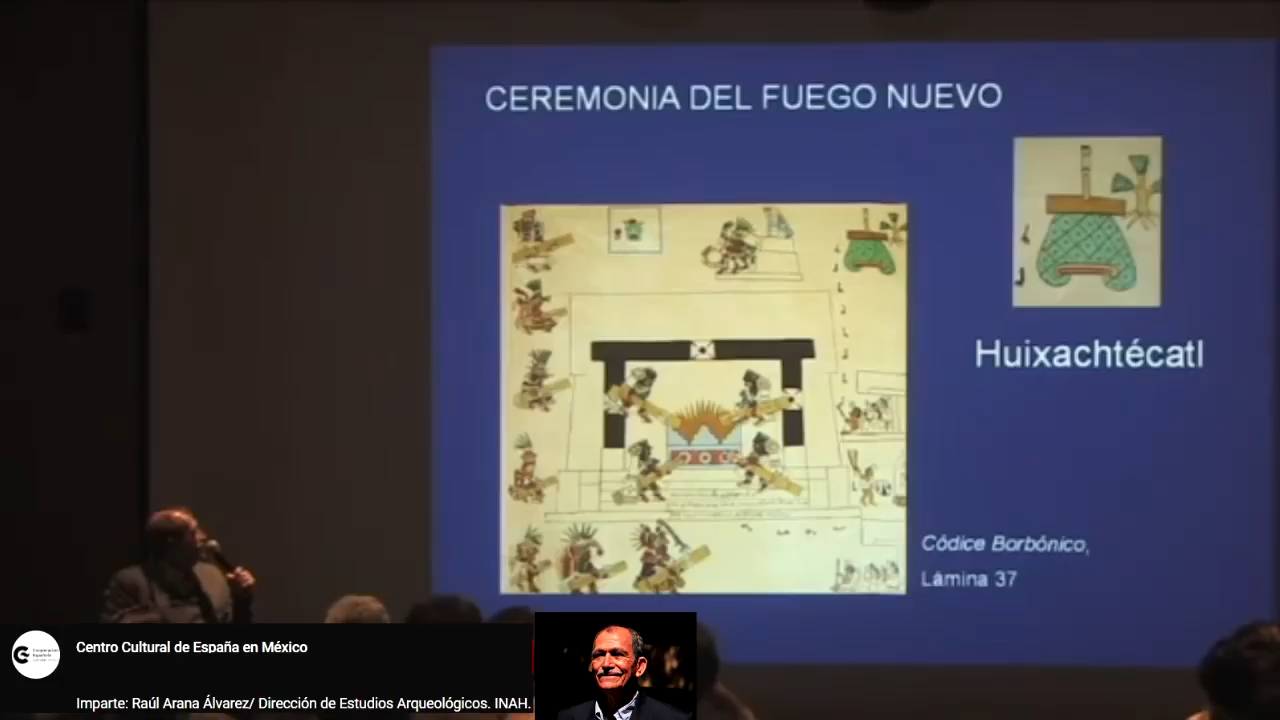 CEREMONIA DEL FUEGO NUEVO
Huixachtécatl
Códice Borbónico,
Lámina 37
Centro Cultural de España en México
Imparte: Raúl Arana Álvarez/ Dirección de Estudios Arqueológicos. INAH.